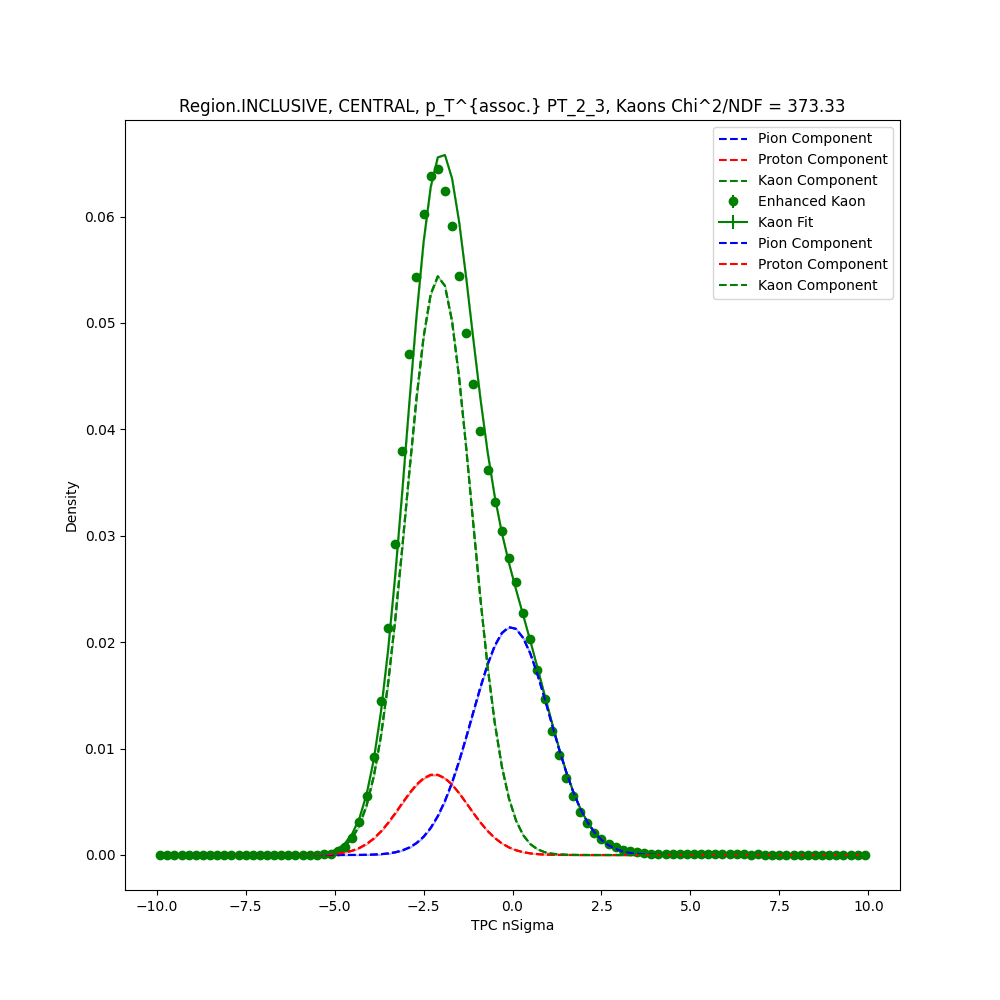 Region.INCLUSIVE, CENTRAL, p_T^{assoc.} PT_2_3, Kaons Chi^2/NDF = 373.33
Pion Component
Proton Component
Kaon Component
Enhanced Kaon
Kaon Fit
Pion Component
Proton Component
Kaon Component
0.06
0.05
0.04
0.03
0.02
0.01
0.00
Density
−10.0
−7.5
−5.0
−2.5
0.0
2.5
5.0
7.5
10.0
TPC nSigma